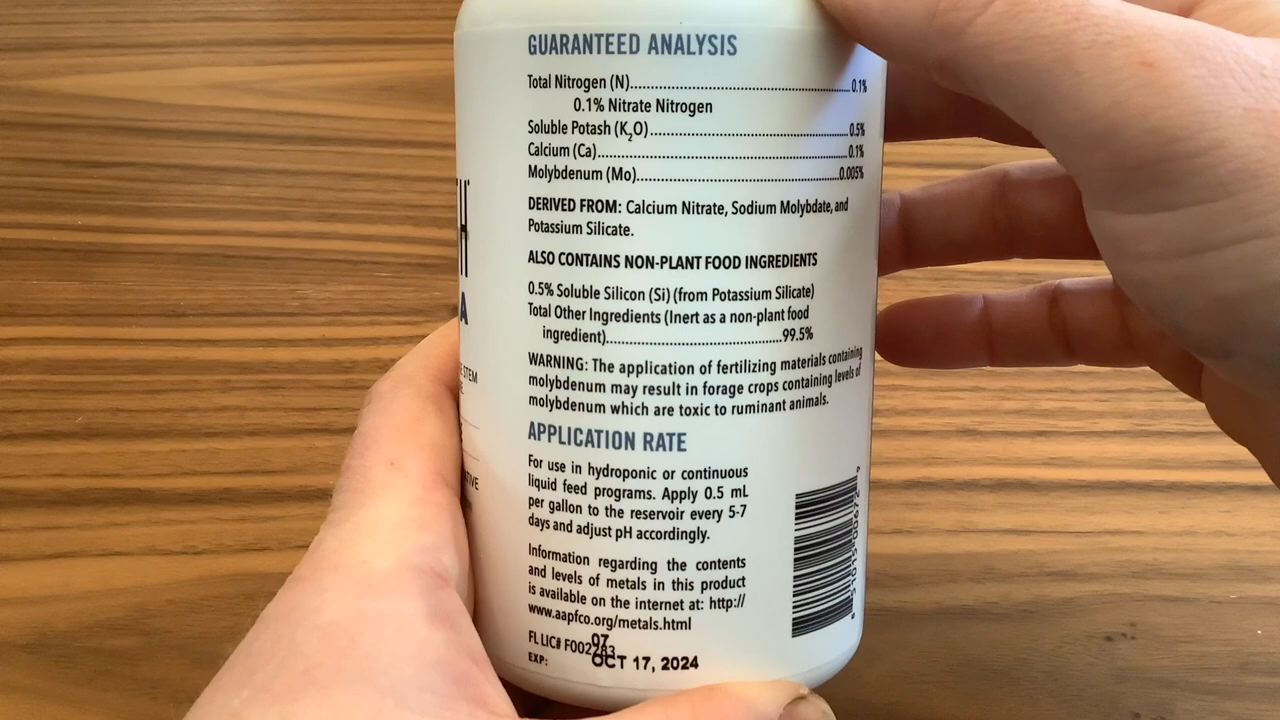 GUARANTEED ANALYSIS
Total Nitrogen (N)..............................................0.1%
0.1% Nitrate Nitrogen
Soluble Potash (K₂O)..........................................0.5%
Calcium (Ca).....................................................0.1%
Molybdenum (Mo)..........................................0.005%
DERIVED FROM: Calcium Nitrate, Sodium Molybdate, and
Potassium Silicate.
ALSO CONTAINS NON-PLANT FOOD INGREDIENTS
0.5% Soluble Silicon (Si) (from Potassium Silicate)
Total Other Ingredients (Inert as a non-plant food
ingredient)........................................99.5%
WARNING: The application of fertilizing materials containing
molybdenum may result in forage crops containing levels of
molybdenum which are toxic to ruminant animals.
APPLICATION RATE
For use in hydroponic or continuous
liquid feed programs. Apply 0.5 mL
per gallon to the reservoir every 5-7
days and adjust pH accordingly.
Information regarding the contents
and levels of metals in this product
is available on the internet at: http://
www.aapfco.org/metals.html
FL LIC# F002283
07
EXP: OCT 17, 2024
STEM